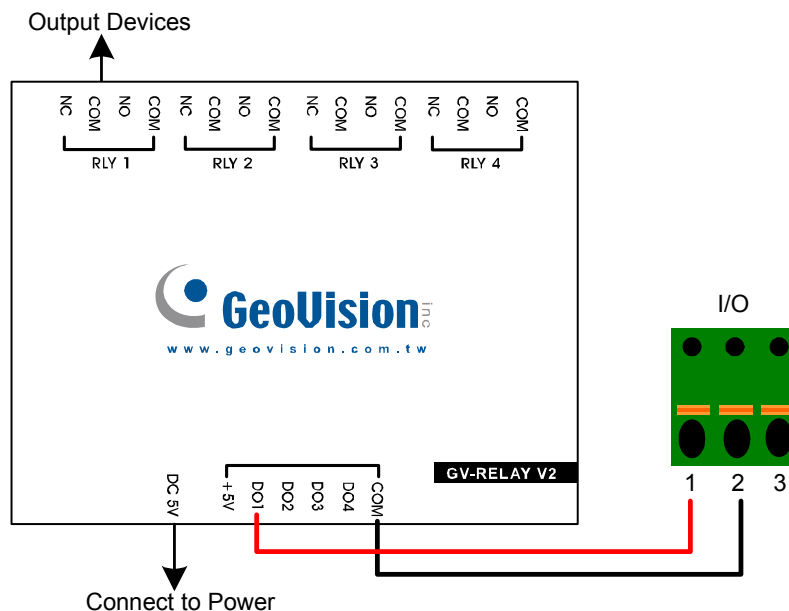 Output Devices
NC COM NO COM NC COM NO COM NC COM NO COM NC COM NO COM
RLY 1 RLY 2 RLY 3 RLY 4
GeoVision inc
www.geovision.com.tw
I/O
GV-RELAY V2
DC 5V +5V DO1 DO2 DO3 DO4 COM
1 2 3
Connect to Power